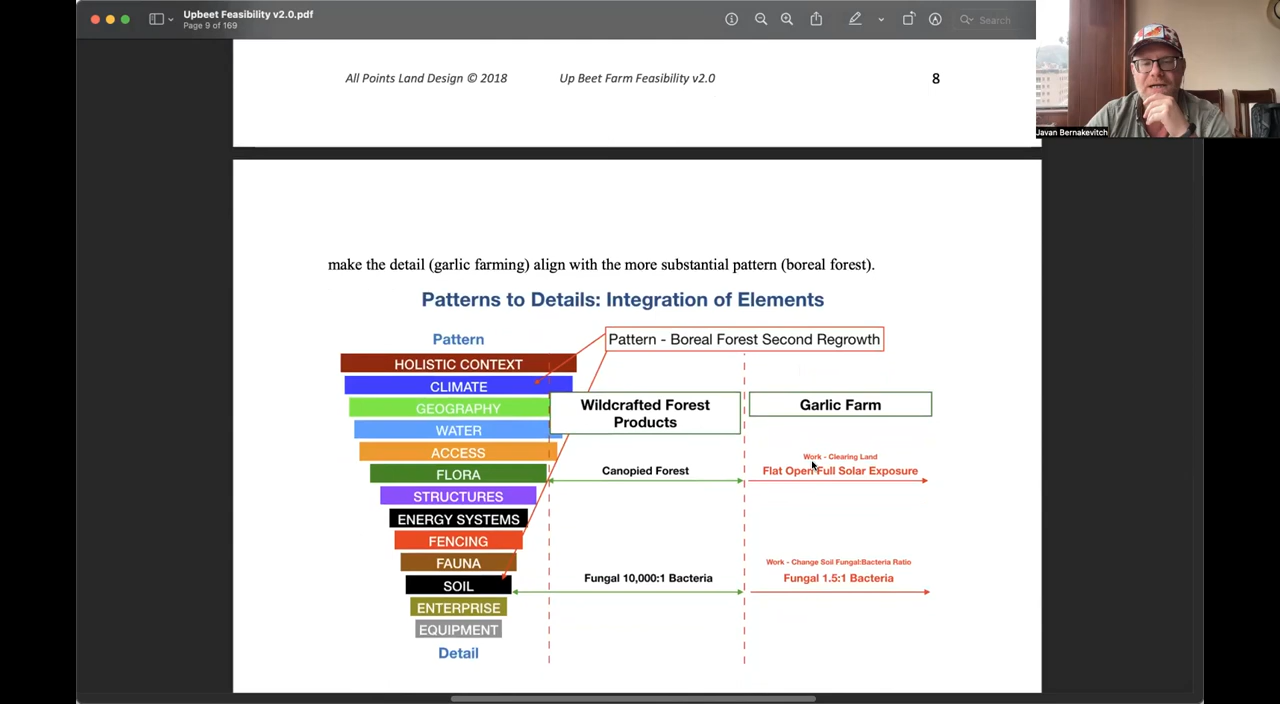 Upbeet Feasibility v2.0.pdf
Page 9 of 169
Search
Javan Bernakevitch
All Points Land Design © 2018 Up Beet Farm Feasibility v2.0 8
make the detail (garlic farming) align with the more substantial pattern (boreal forest).
Patterns to Details: Integration of Elements
Pattern
Pattern - Boreal Forest Second Regrowth
HOLISTIC CONTEXT
CLIMATE
GEOGRAPHY
WATER
ACCESS
FLORA
STRUCTURES
ENERGY SYSTEMS
FENCING
FAUNA
SOIL
ENTERPRISE
EQUIPMENT
Detail
Wildcrafted Forest
Products
Canopied Forest
Fungal 10,000:1 Bacteria
Garlic Farm
Work - Clearing Land
Flat Open Full Solar Exposure
Work - Change Soil Fungal:Bacteria Ratio
Fungal 1.5:1 Bacteria